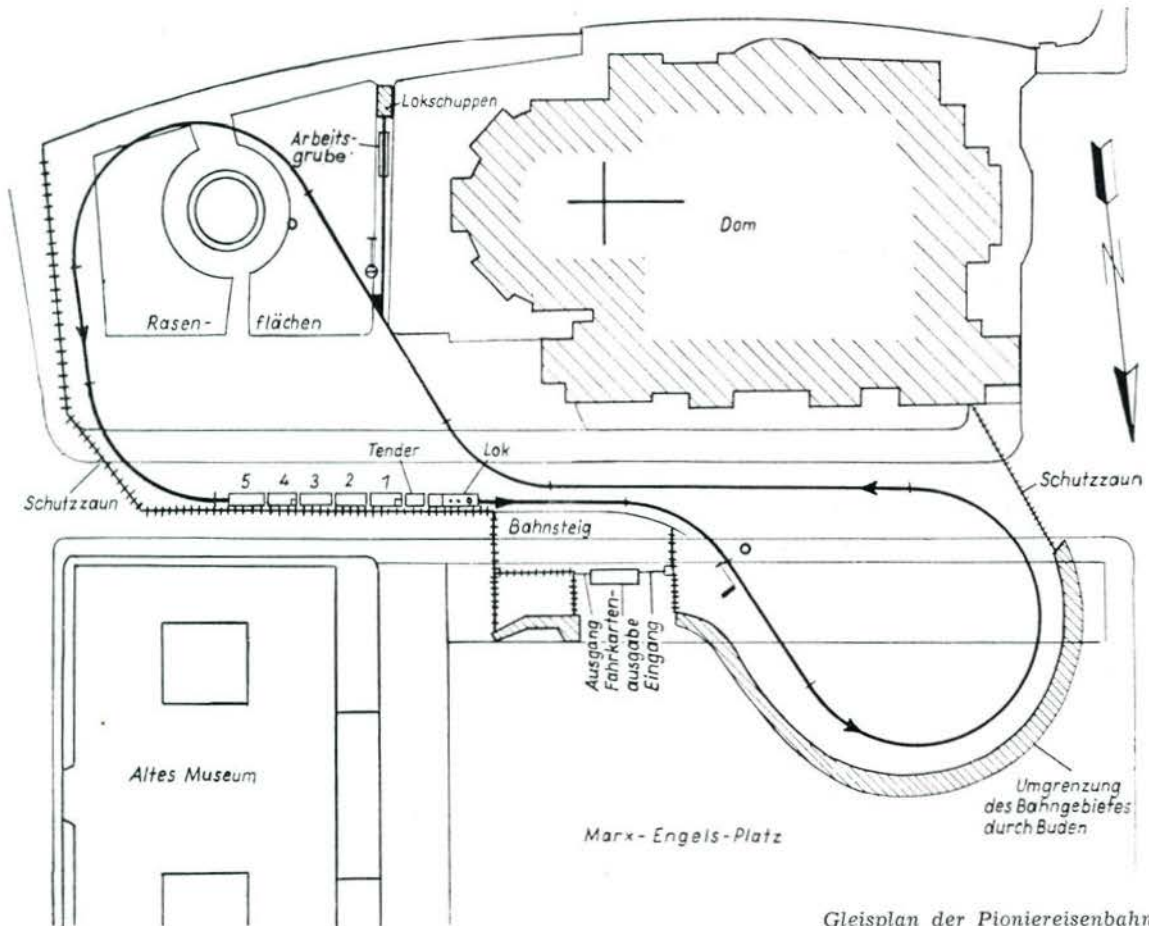 Lokschuppen
Arbeits-
grube
Dom
Rasen-
flächen
Tender
Lok
5 4 3 2 1
Schutzzaun
Schutzzaun
Bahnsteig
Ausgang
Fahrkarten-
ausgabe
Eingang
Altes Museum
Umgrenzung
des Bahngebietes
durch Buden
Marx-Engels-Platz
Gleisplan der Pioniereisenbahn